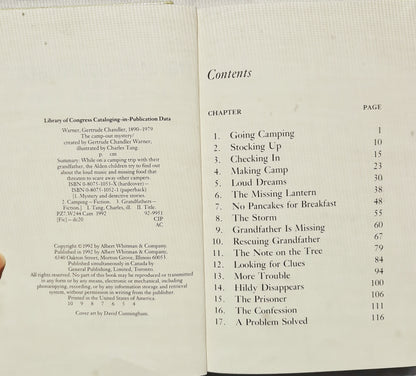 Library of Congress Cataloging-in-Publication Data
Warner, Gertrude Chandler, 1890-1979
The camp-out mystery/
created by Gertrude Chandler Warner,
illustrated by Charles Tang.
p. cm
Summary: While on a camping trip with their
grandfather, the Alden children try to find out
about the loud music and missing food that
threaten to scare away other campers.
ISBN 0-8075-1051-X (hardcover) —
ISBN 0-8075-1052-1 (paperback)
[1. Mystery and detective stories.
2. Camping — Fiction. 3. Grandfathers —
Fiction.] I. Tang, Charles, ill. II. Title.
PZ7.W244Cam 1992 92-9951
[Fic] — dc20 CIP
AC
Copyright © 1992 by Albert Whitman & Company.
Published in 1992 by Albert Whitman & Company,
6340 Oakton Street, Morton Grove, Illinois 60053.
Published simultaneously in Canada by
General Publishing, Limited, Toronto.
All rights reserved. No part of this book may be reproduced or transmitted
in any form or by any means, electronic or mechanical, including
photocopying, recording, or by any information storage and retrieval
system, without permission in writing from the publisher.
Printed in the United States of America.
10 9 8 7 6 5 4
Cover art by David Cunningham.
Contents
CHAPTER PAGE
1. Going Camping 1
2. Stocking Up 10
3. Checking In 15
4. Making Camp 23
5. Loud Dreams 30
6. The Missing Lantern 38
7. No Pancakes for Breakfast 48
8. The Storm 55
9. Grandfather Is Missing 60
10. Rescuing Grandfather 67
11. The Note on the Tree 79
12. Looking for Clues 84
13. More Trouble 94
14. Hildy Disappears 100
15. The Prisoner 106
16. The Confession 111
17. A Problem Solved 116